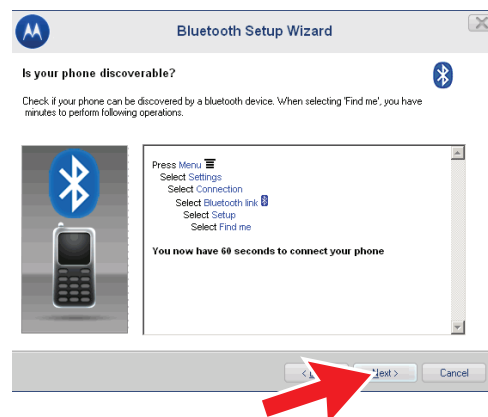 Bluetooth Setup Wizard
Is your phone discoverable?
Check if your phone can be discovered by a bluetooth device. When selecting 'Find me', you have
minutes to perform following operations.
Press Menu
Select Settings
Select Connection
Select Bluetooth link
Select Setup
Select Find me
You now have 60 seconds to connect your phone
< Next > Cancel